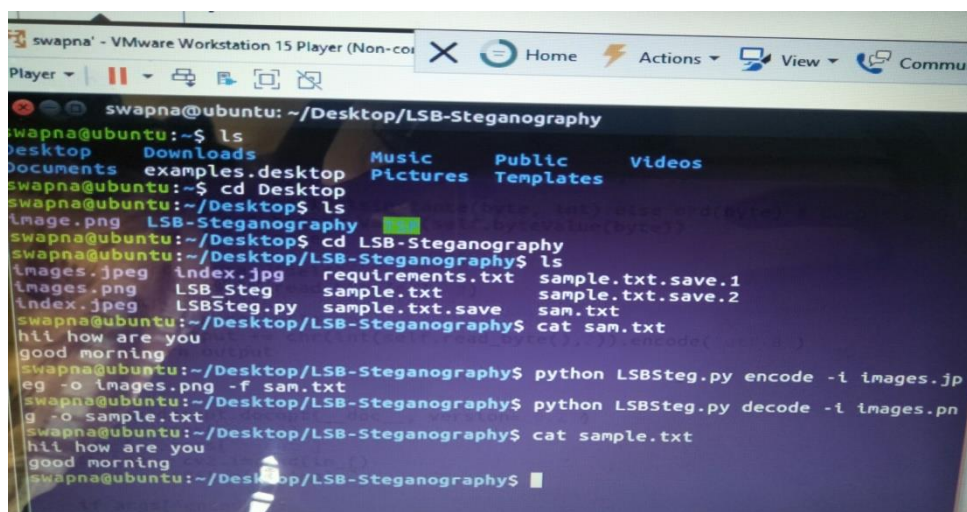 swapna' - VMware Workstation 15 Player (Non-co
Home Actions View Commu
Player
swapna@ubuntu: ~/Desktop/LSB-Steganography
swapna@ubuntu:~$ ls
Desktop Downloads Music Public Videos
Documents examples.desktop Pictures Templates
swapna@ubuntu:~$ cd Desktop
swapna@ubuntu:~/Desktop$ ls
image.png LSB-Steganography
swapna@ubuntu:~/Desktop$ cd LSB-Steganography
swapna@ubuntu:~/Desktop/LSB-Steganography$ ls
images.jpeg index.jpg requirements.txt sample.txt.save.1
images.png LSB_Steg sample.txt sample.txt.save.2
index.jpeg LSBSteg.py sample.txt.save sam.txt
swapna@ubuntu:~/Desktop/LSB-Steganography$ cat sam.txt
hii how are you
good morning
swapna@ubuntu:~/Desktop/LSB-Steganography$ python LSBSteg.py encode -i images.jp
eg -o images.png -f sam.txt
swapna@ubuntu:~/Desktop/LSB-Steganography$ python LSBSteg.py decode -i images.pn
g -o sample.txt
swapna@ubuntu:~/Desktop/LSB-Steganography$ cat sample.txt
hii how are you
good morning
swapna@ubuntu:~/Desktop/LSB-Steganography$